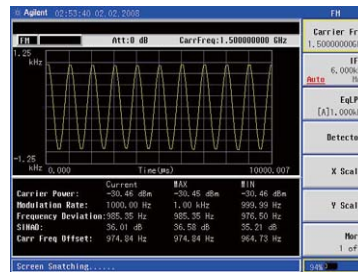 Agilent 02:53:40 02.02.2008 FM
FM Att:0 dB CarrFreq:1.500000000 GHz
1.25
kHz
-1.25
kHz 0.000 Time(ms) 10000.007
Current MAX MIN
Carrier Power: -30.46 dBm -30.45 dBm -30.46 dBm
Modulation Rate: 1000.00 Hz 1.00 kHz 999.99 Hz
Frequency Deviation: 985.35 Hz 985.35 Hz 976.50 Hz
SINAD: 36.01 dB 36.58 dB 35.21 dB
Carr Freq Offset: 974.84 Hz 974.84 Hz 964.73 Hz
Screen Snatching......
Carrier Fr
1.500000000G
IF
6.000k
Auto M
EqLP
[A]1.000k
Detecto
X Scal
Y Scal
Mor
1 of
94%